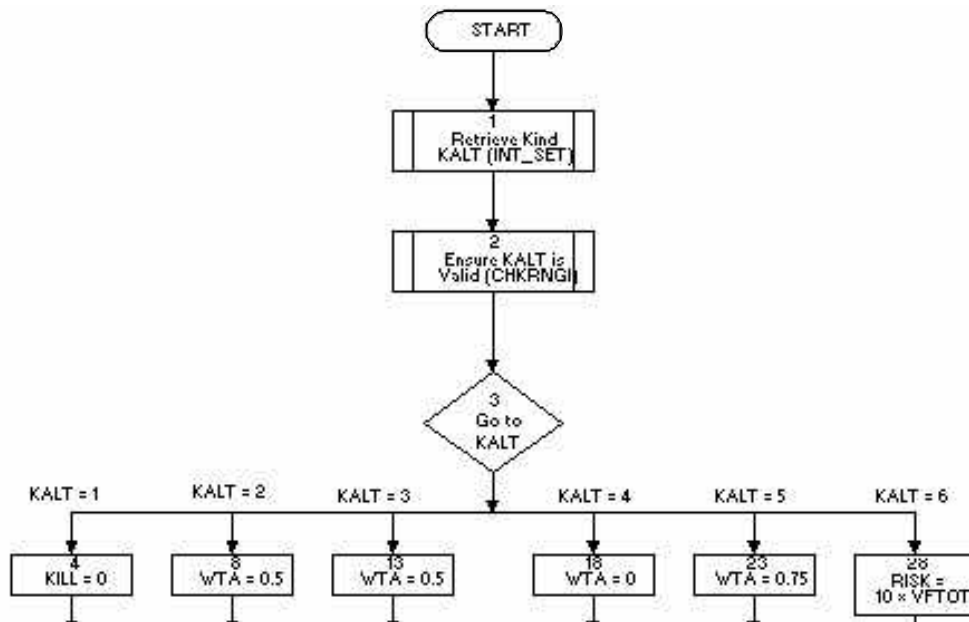 START
1
Retrieve Kind
KALT (INT_SET)
2
Ensure KALT is
Valid (CHKRNGI)
3
Go to
KALT
KALT = 1
KALT = 2
KALT = 3
KALT = 4
KALT = 5
KALT = 6
4
KILL = 0
8
WTA = 0.5
13
WTA = 0.5
18
WTA = 0
23
WTA = 0.75
28
RISK =
10 × VFTOT